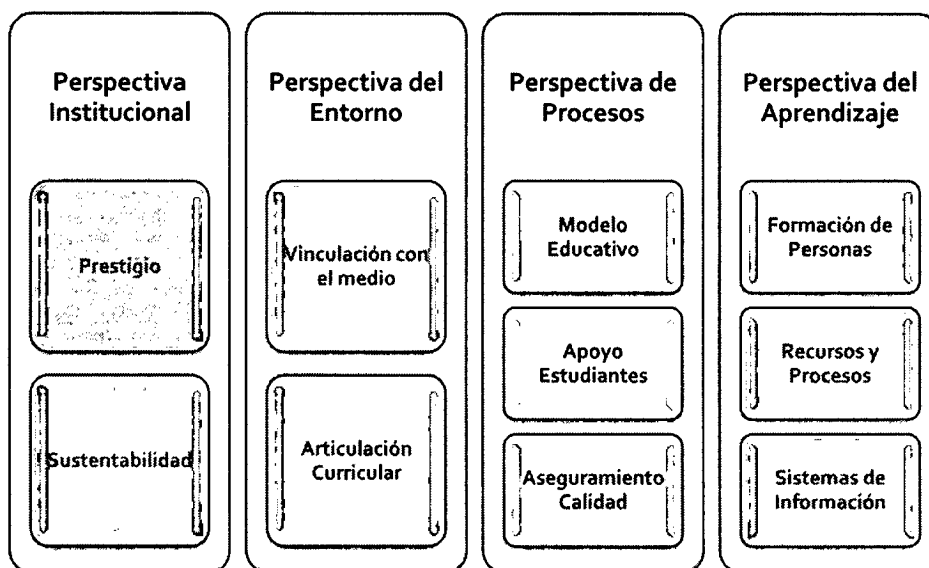 Perspectiva
Institucional
Prestigio
Sustentabilidad
Perspectiva del
Entorno
Vinculación con
el medio
Articulación
Curricular
Perspectiva de
Procesos
Modelo
Educativo
Apoyo
Estudiantes
Aseguramiento
Calidad
Perspectiva del
Aprendizaje
Formación de
Personas
Recursos y
Procesos
Sistemas de
Información